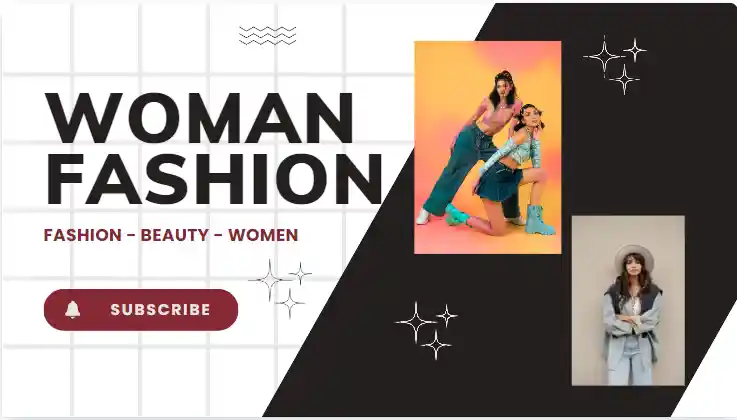 WOMAN
FASHION
FASHION - BEAUTY - WOMEN
SUBSCRIBE